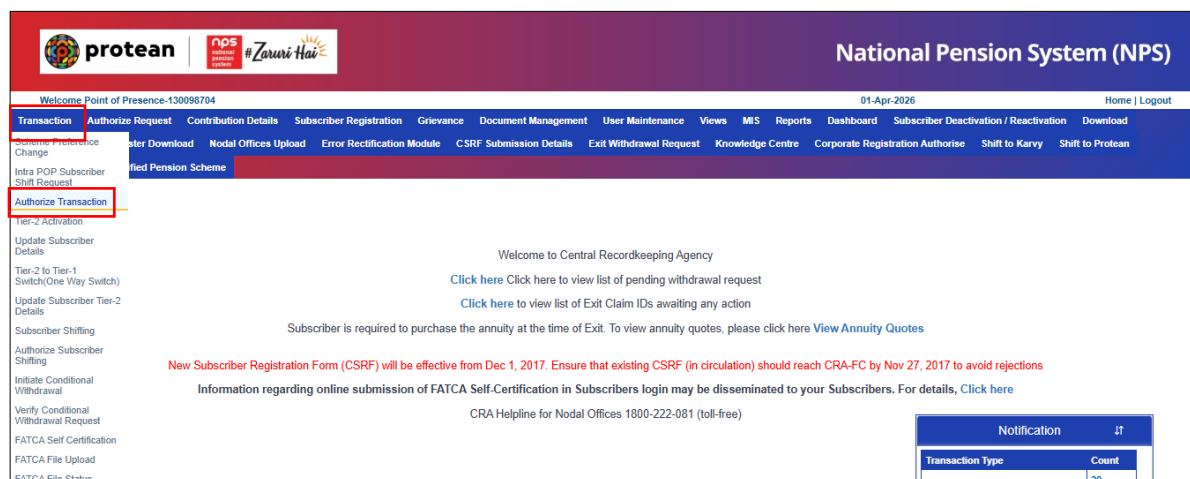 protean
nps
national
pension
system
#Zaruri Hai
National Pension System (NPS)
Welcome Point of Presence-130098704
01-Apr-2026
Home | Logout
Transaction Authorize Request Contribution Details Subscriber Registration Grievance Document Management User Maintenance Views MIS Reports Dashboard Subscriber Deactivation / Reactivation Download
ster Download Nodal Offices Upload Error Rectification Module CSRF Submission Details Exit Withdrawal Request Knowledge Centre Corporate Registration Authorise Shift to Karvy Shift to Protean
ified Pension Scheme
Scheme Preference
Change
Intra POP Subscriber
Shift Request
Authorize Transaction
Tier-2 Activation
Update Subscriber
Details
Tier-2 to Tier-1
Switch(One Way Switch)
Update Subscriber Tier-2
Details
Subscriber Shifting
Authorize Subscriber
Shifting
Initiate Conditional
Withdrawal
Verify Conditional
Withdrawal Request
FATCA Self Certification
FATCA File Upload
FATCA File Status
Welcome to Central Recordkeeping Agency
Click here Click here to view list of pending withdrawal request
Click here to view list of Exit Claim IDs awaiting any action
Subscriber is required to purchase the annuity at the time of Exit. To view annuity quotes, please click here View Annuity Quotes
New Subscriber Registration Form (CSRF) will be effective from Dec 1, 2017. Ensure that existing CSRF (in circulation) should reach CRA-FC by Nov 27, 2017 to avoid rejections
Information regarding online submission of FATCA Self-Certification in Subscribers login may be disseminated to your Subscribers. For details, Click here
CRA Helpline for Nodal Offices 1800-222-081 (toll-free)
Notification
Transaction Type Count